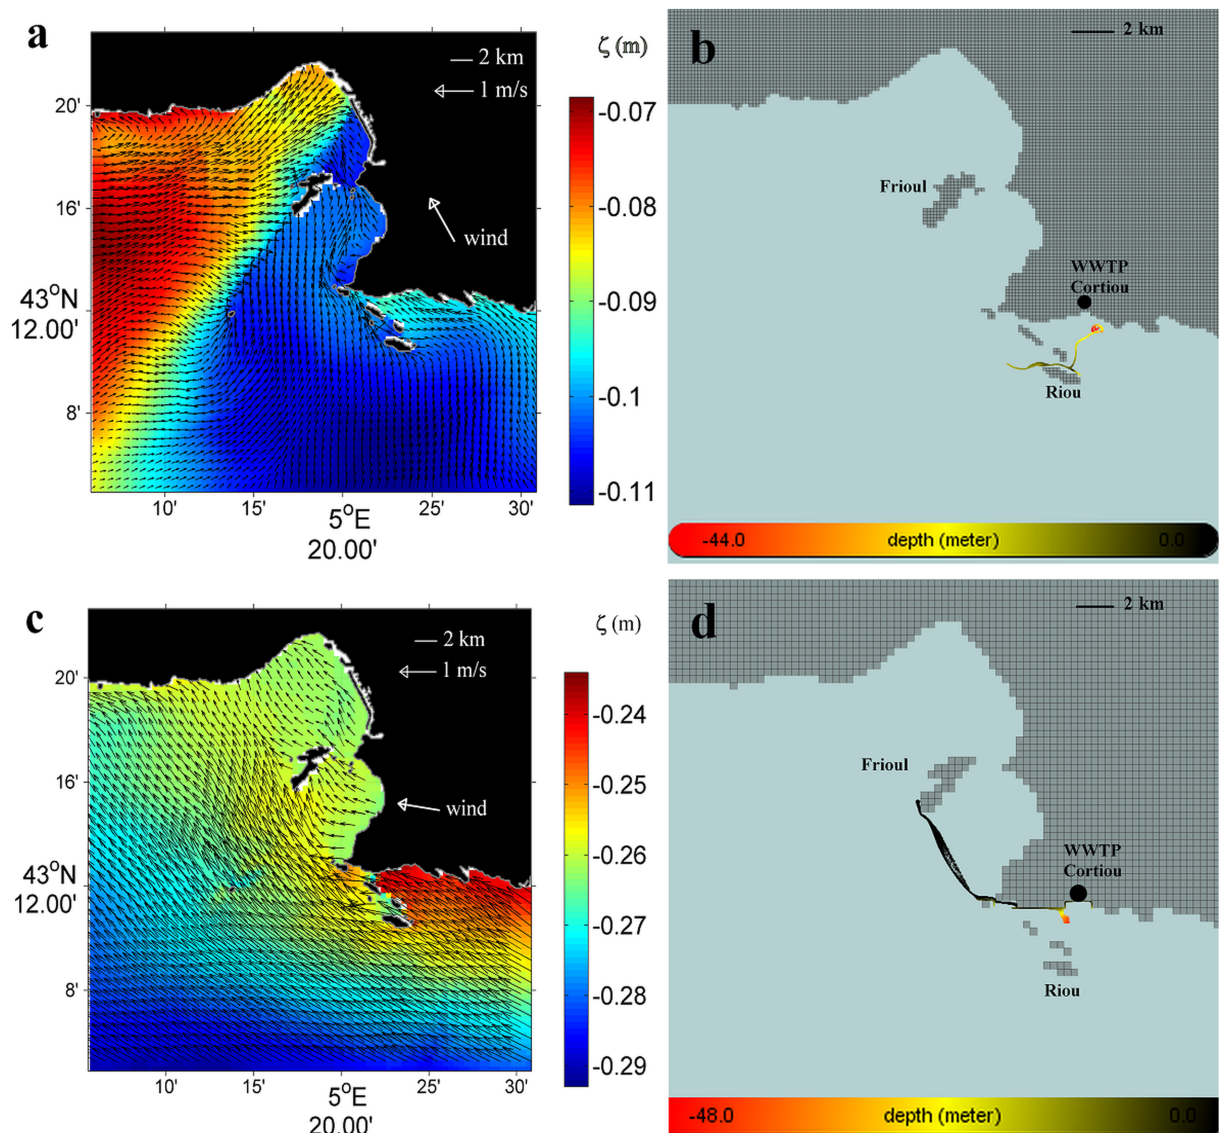 a
2 km
1 m/s
wind
20'
16'
43°N
12.00'
8'
10'
15'
5°E
20.00'
25'
30'
ζ (m)
-0.07
-0.08
-0.09
-0.1
-0.11
b
2 km
Frioul
WWTP
Cortiou
Riou
-44.0 depth (meter) 0.0
c
2 km
1 m/s
wind
20'
16'
43°N
12.00'
8'
10'
15'
5°E
20.00'
25'
30'
ζ (m)
-0.24
-0.25
-0.26
-0.27
-0.28
-0.29
d
2 km
Frioul
WWTP
Cortiou
Riou
-48.0 depth (meter) 0.0